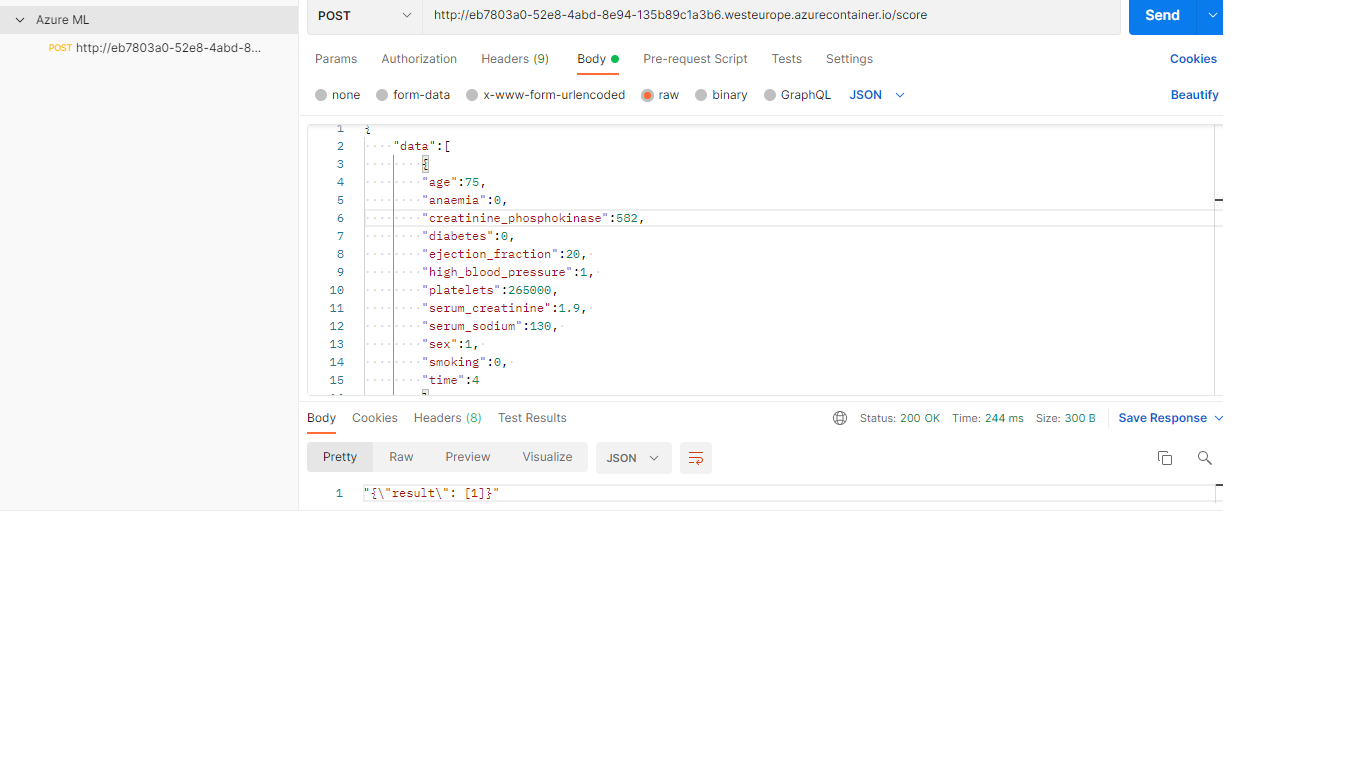 Azure ML
POST http://eb7803a0-52e8-4abd-8...
POST
http://eb7803a0-52e8-4abd-8e94-135b89c1a3b6.westeurope.azurecontainer.io/score
Send
Params Authorization Headers (9) Body Pre-request Script Tests Settings Cookies
none form-data x-www-form-urlencoded raw binary GraphQL JSON Beautify
1 {
2 "data":[
3 {
4 "age":75,
5 "anaemia":0,
6 "creatinine_phosphokinase":582,
7 "diabetes":0,
8 "ejection_fraction":20,
9 "high_blood_pressure":1,
10 "platelets":265000,
11 "serum_creatinine":1.9,
12 "serum_sodium":130,
13 "sex":1,
14 "smoking":0,
15 "time":4
Body Cookies Headers (8) Test Results Status: 200 OK Time: 244 ms Size: 300 B Save Response
Pretty Raw Preview Visualize JSON
1 "{\"result\": [1]}"